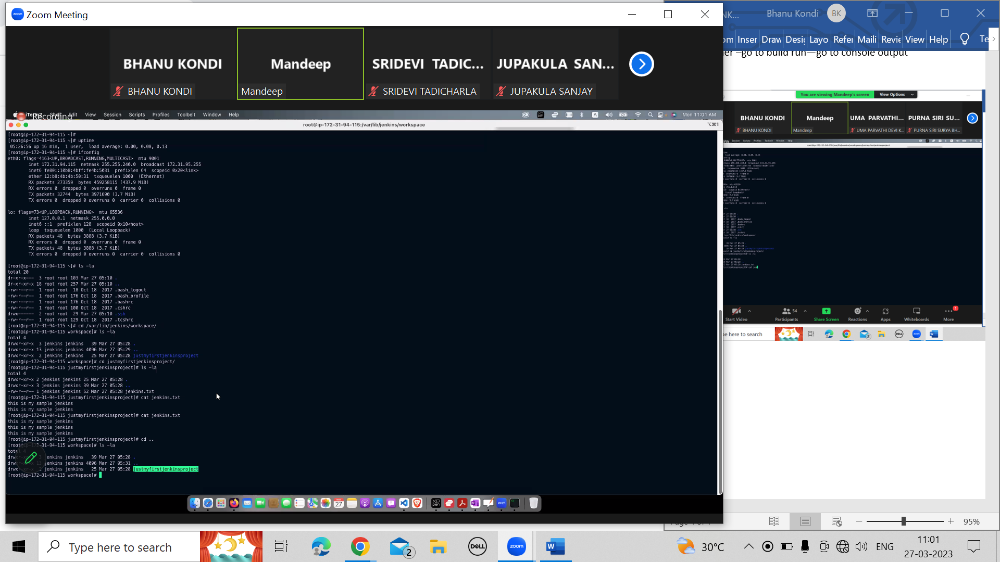 Zoom Meeting
BHANU KONDI
Mandeep
SRIDEVI TADIC...
JUPAKULA SAN...
BHANU KONDI
Mandeep
SRIDEVI TADICHARLA
JUPAKULA SANJAY
Recording
iTerm2 Shell Edit View Session Scripts Profiles Toolbelt Window Help
Mon 11:01 AM
root@ip-172-31-94-115:/var/lib/jenkins/workspace
⌥⌘1
[root@ip-172-31-94-115 ~]#
[root@ip-172-31-94-115 ~]# uptime
05:26:56 up 16 min, 1 user, load average: 0.00, 0.08, 0.13
[root@ip-172-31-94-115 ~]# ifconfig
eth0: flags=4163<UP,BROADCAST,RUNNING,MULTICAST> mtu 9001
inet 172.31.94.115 netmask 255.255.240.0 broadcast 172.31.95.255
inet6 fe80::10b8:4bff:fe4b:5031 prefixlen 64 scopeid 0x20<link>
ether 12:b8:4b:4b:50:31 txqueuelen 1000 (Ethernet)
RX packets 273359 bytes 459258115 (437.9 MiB)
RX errors 0 dropped 0 overruns 0 frame 0
TX packets 32744 bytes 3971690 (3.7 MiB)
TX errors 0 dropped 0 overruns 0 carrier 0 collisions 0
lo: flags=73<UP,LOOPBACK,RUNNING> mtu 65536
inet 127.0.0.1 netmask 255.0.0.0
inet6 ::1 prefixlen 128 scopeid 0x10<host>
loop txqueuelen 1000 (Local Loopback)
RX packets 48 bytes 3888 (3.7 KiB)
RX errors 0 dropped 0 overruns 0 frame 0
TX packets 48 bytes 3888 (3.7 KiB)
TX errors 0 dropped 0 overruns 0 carrier 0 collisions 0
[root@ip-172-31-94-115 ~]# ls -la
total 20
dr-xr-x--- 3 root root 103 Mar 27 05:10 .
dr-xr-xr-x 18 root root 257 Mar 27 05:10 ..
-rw-r--r-- 1 root root 18 Oct 18 2017 .bash_logout
-rw-r--r-- 1 root root 176 Oct 18 2017 .bash_profile
-rw-r--r-- 1 root root 176 Oct 18 2017 .bashrc
-rw-r--r-- 1 root root 100 Oct 18 2017 .cshrc
drwx------ 2 root root 29 Mar 27 05:10 .ssh
-rw-r--r-- 1 root root 129 Oct 18 2017 .tcshrc
[root@ip-172-31-94-115 ~]# cd /var/lib/jenkins/workspace/
[root@ip-172-31-94-115 workspace]# ls -la
total 4
drwxr-xr-x 3 jenkins jenkins 39 Mar 27 05:28 .
drwxr-xr-x 13 jenkins jenkins 4096 Mar 27 05:29 ..
drwxr-xr-x 2 jenkins jenkins 25 Mar 27 05:28 justmyfirstjenkinsproject
[root@ip-172-31-94-115 workspace]# cd justmyfirstjenkinsproject/
[root@ip-172-31-94-115 justmyfirstjenkinsproject]# ls -la
total 4
drwxr-xr-x 2 jenkins jenkins 25 Mar 27 05:28 .
drwxr-xr-x 3 jenkins jenkins 39 Mar 27 05:28 ..
-rw-r--r-- 1 jenkins jenkins 52 Mar 27 05:28 jenkins.txt
[root@ip-172-31-94-115 justmyfirstjenkinsproject]# cat jenkins.txt
this is my sample jenkins
this is my sample jenkins
[root@ip-172-31-94-115 justmyfirstjenkinsproject]# cat jenkins.txt
this is my sample jenkins
this is my sample jenkins
this is my sample jenkins
[root@ip-172-31-94-115 justmyfirstjenkinsproject]# cd ..
[root@ip-172-31-94-115 workspace]# ls -la
total 4
3 jenkins jenkins 39 Mar 27 05:28 .
13 jenkins jenkins 4096 Mar 27 05:31 ..
2 jenkins jenkins 25 Mar 27 05:28 justmyfirstjenkinsproject
[root@ip-172-31-94-115 workspace]#
Bhanu Kondi BK
Inser Draw Desig Layo Refer Maili Revie View Help Te
go to build run—go to console output
You are viewing Mandeep's screen View Options
BHANU KONDI
Mandeep
UMA PARVATHI...
PURNA SIRI SU...
BHANU KONDI
Mandeep
UMA PARVATHI DEVI K...
PURNA SIRI SURYA BH...
Start Video
Participants 54
Share Screen
Reactions
Apps
Whiteboards
More 1
here to search
95%
Type here to search
DELL
zoom
2
30°C
ENG
11:01
27-03-2023